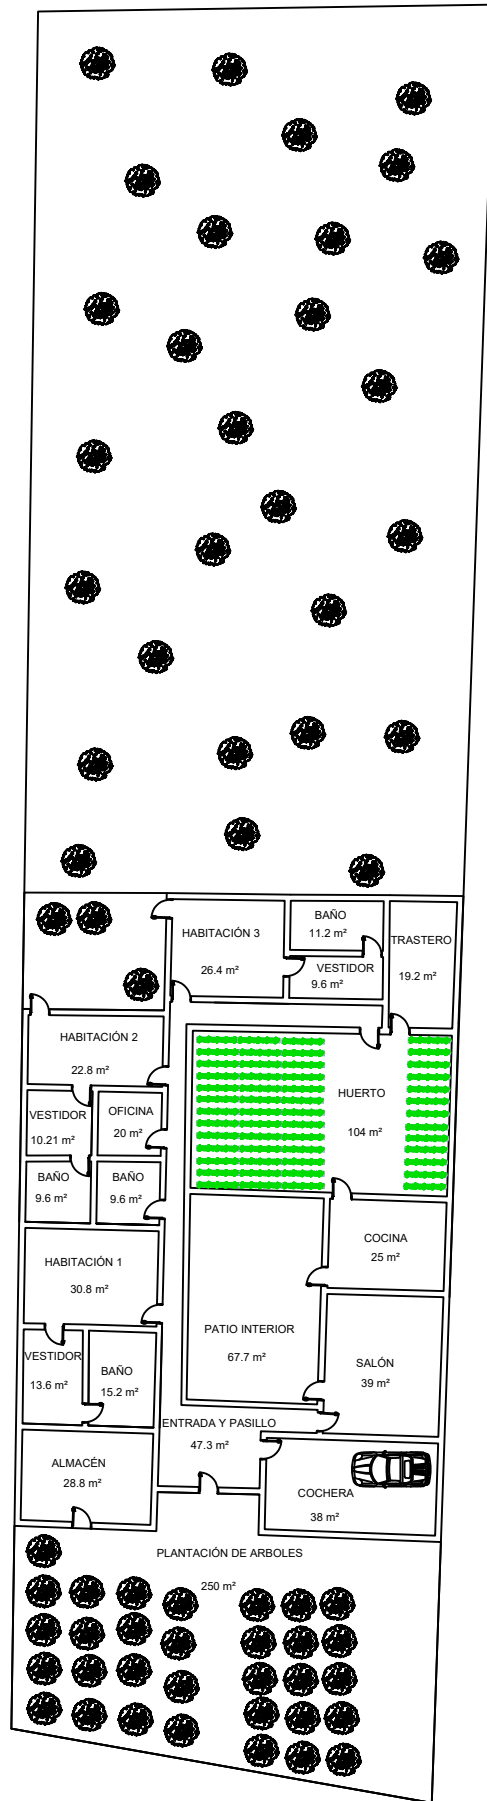 BAÑO
11.2 m²
HABITACIÓN 3
26.4 m²
TRASTERO
19.2 m²
VESTIDOR
9.6 m²
HABITACIÓN 2
22.8 m²
HUERTO
104 m²
VESTIDOR
10.21 m²
OFICINA
20 m²
BAÑO
9.6 m²
BAÑO
9.6 m²
COCINA
25 m²
HABITACIÓN 1
30.8 m²
PATIO INTERIOR
67.7 m²
VESTIDOR
13.6 m²
BAÑO
15.2 m²
SALÓN
39 m²
ENTRADA Y PASILLO
47.3 m²
ALMACÉN
28.8 m²
COCHERA
38 m²
PLANTACIÓN DE ARBOLES
250 m²